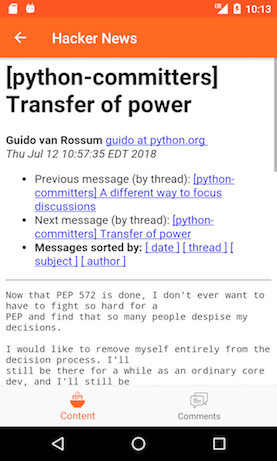 10:13
Hacker News
[python-committers]
Transfer of power
Guido van Rossum guido at python.org
Thu Jul 12 10:57:35 EDT 2018
Previous message (by thread): [python-
committers] A different way to focus
discussions
Next message (by thread): [python-
committers] Transfer of power
Messages sorted by: [ date ] [ thread ] [
subject ] [ author ]
Now that PEP 572 is done, I don't ever want
to have to fight so hard for a
PEP and find that so many people despise my
decisions.
I would like to remove myself entirely from the
decision process. I'll
still be there for a while as an ordinary core
dev, and I'll still be
Content
Comments